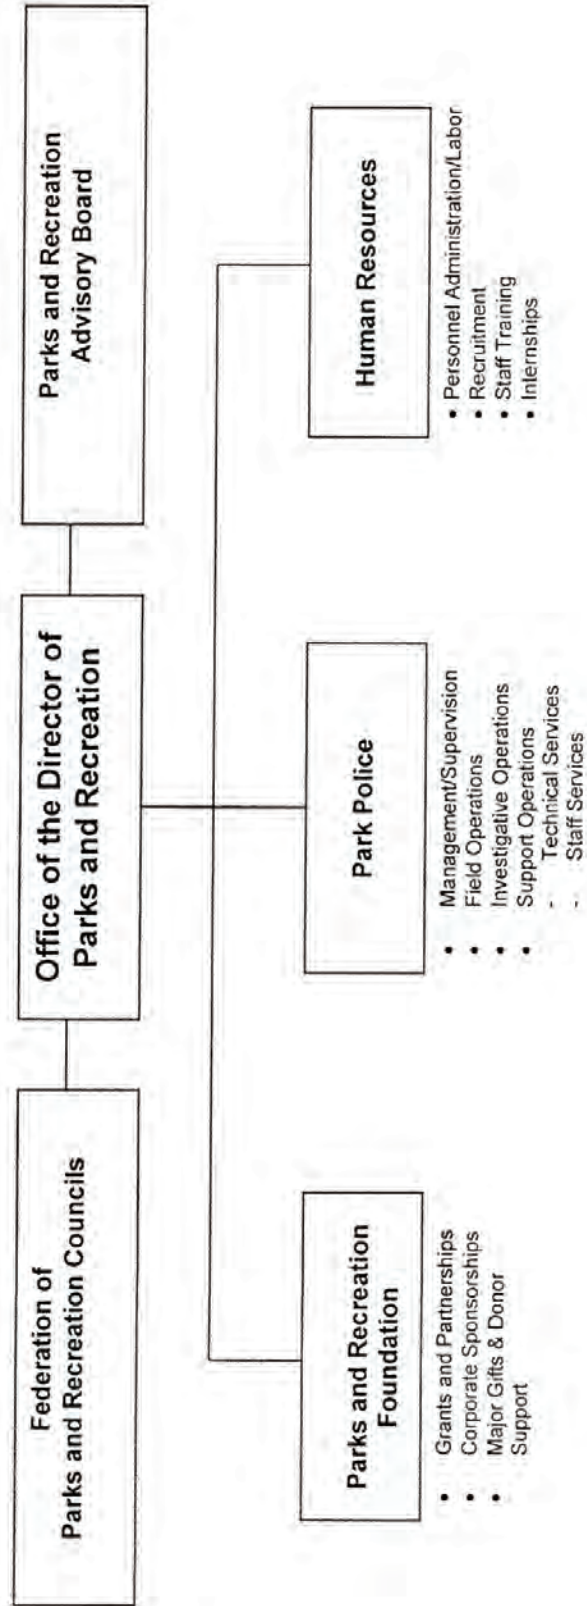 Federation of
Parks and Recreation Councils
Office of the Director of
Parks and Recreation
Parks and Recreation
Advisory Board
Parks and Recreation
Foundation
• Grants and Partnerships
• Corporate Sponsorships
• Major Gifts & Donor
Support
Park Police
• Management/Supervision
• Field Operations
• Investigative Operations
• Support Operations
- Technical Services
- Staff Services
Human Resources
• Personnel Administration/Labor
• Recruitment
• Staff Training
• Internships